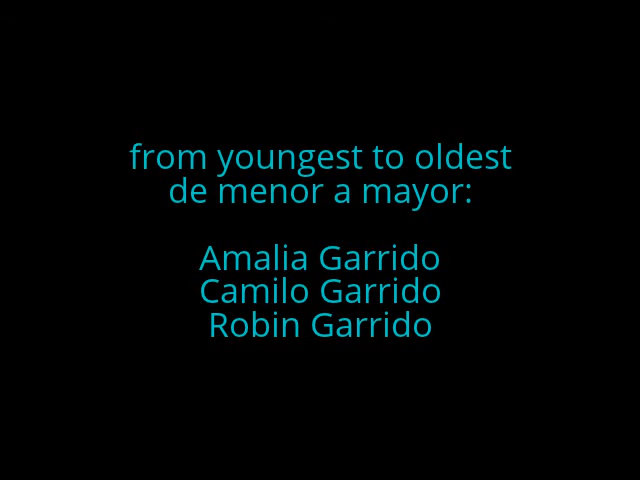 from youngest to oldest
de menor a mayor:
Amalia Garrido
Camilo Garrido
Robin Garrido